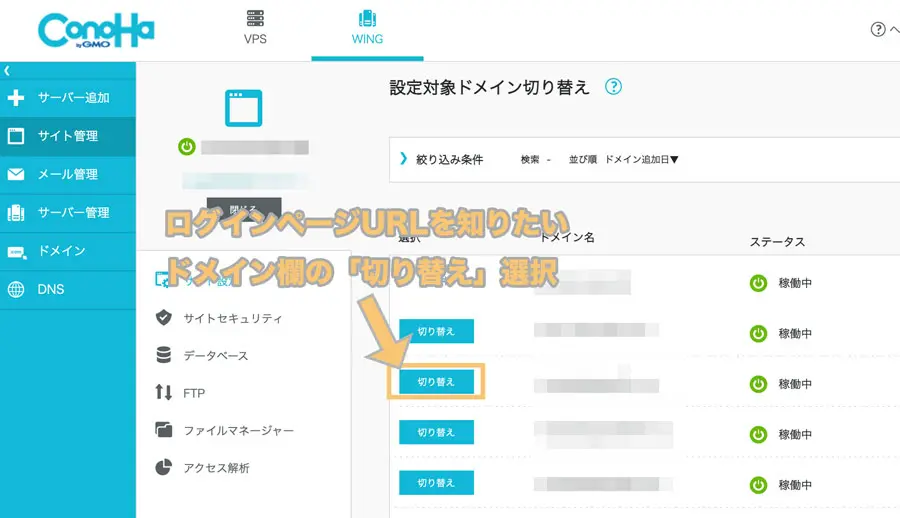 ConoHa
by GMO
VPS
WING
?へ
サーバー追加
サイト管理
メール管理
サーバー管理
ドメイン
DNS
閉じる
サイト設定
サイトセキュリティ
データベース
FTP
ファイルマネージャー
アクセス解析
設定対象ドメイン切り替え ?
絞り込み条件 検索 - 並び順 ドメイン追加日▼
ログインページURLを知りたい
ドメイン欄の「切り替え」選択
選択 ドメイン名 ステータス
稼働中
切り替え 稼働中
切り替え 稼働中
切り替え 稼働中
切り替え 稼働中